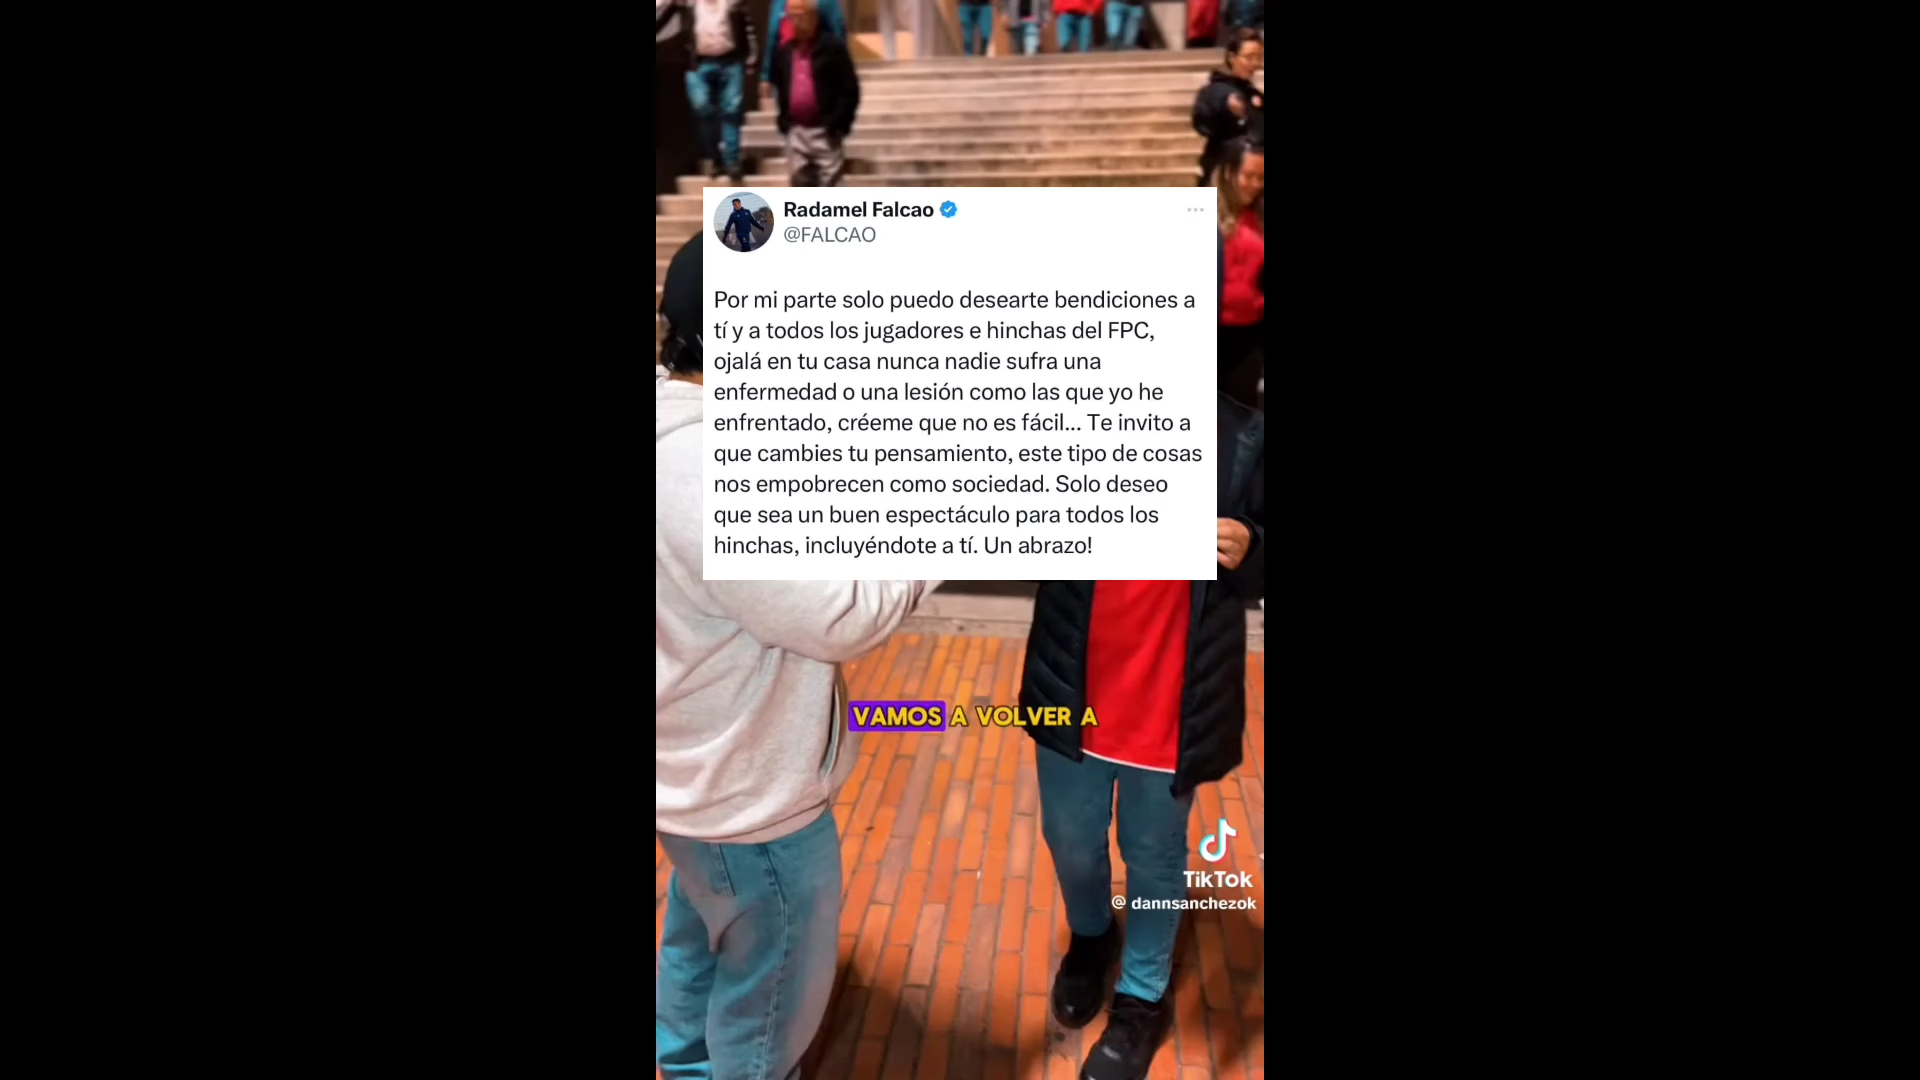 Radamel Falcao
@FALCAO
Por mi parte solo puedo desearte bendiciones a
tí y a todos los jugadores e hinchas del FPC,
ojalá en tu casa nunca nadie sufra una
enfermedad o una lesión como las que yo he
enfrentado, créeme que no es fácil... Te invito a
que cambies tu pensamiento, este tipo de cosas
nos empobrecen como sociedad. Solo deseo
que sea un buen espectáculo para todos los
hinchas, incluyéndote a tí. Un abrazo!
VAMOS A VOLVER A
TikTok
@ dannsanchezok